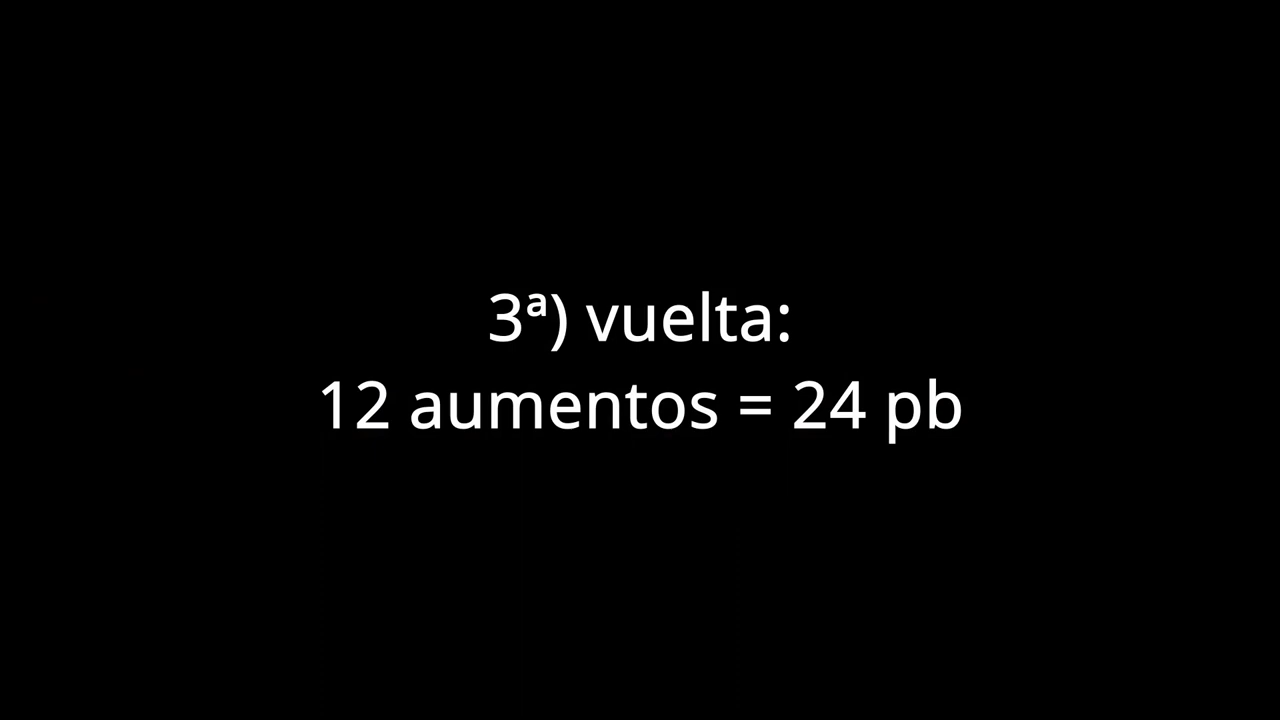 3ª) vuelta:
12 aumentos = 24 pb